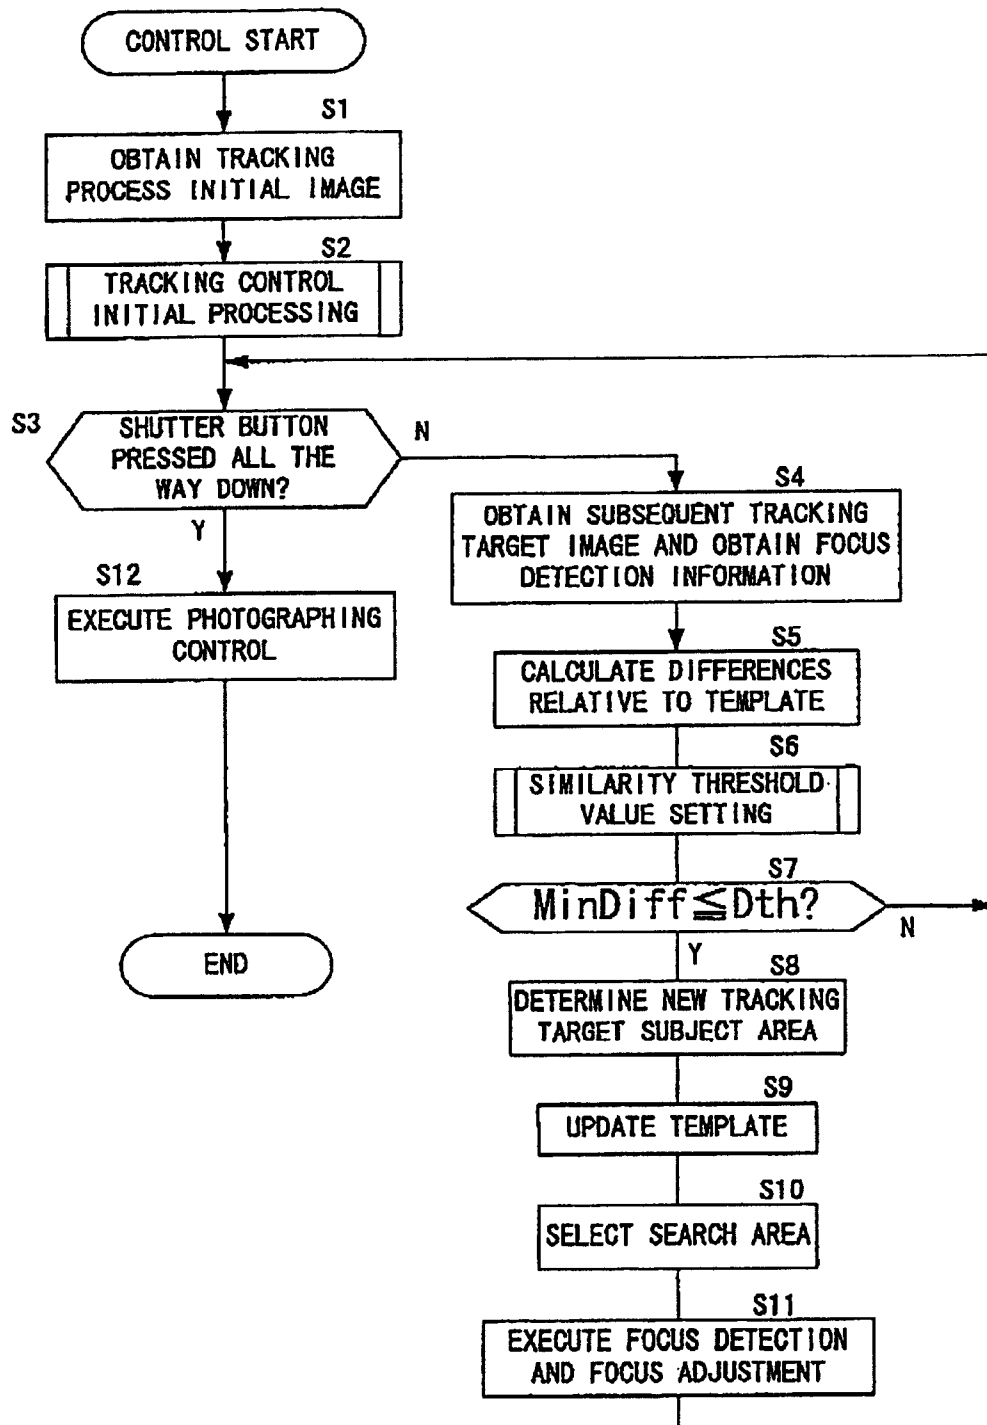 CONTROL START
S1
OBTAIN TRACKING
PROCESS INITIAL IMAGE
S2
TRACKING CONTROL
INITIAL PROCESSING
S3
SHUTTER BUTTON
PRESSED ALL THE
WAY DOWN?
N
Y
S12
EXECUTE PHOTOGRAPHING
CONTROL
END
S4
OBTAIN SUBSEQUENT TRACKING
TARGET IMAGE AND OBTAIN FOCUS
DETECTION INFORMATION
S5
CALCULATE DIFFERENCES
RELATIVE TO TEMPLATE
S6
SIMILARITY THRESHOLD
VALUE SETTING
S7
MinDiff≦Dth?
N
Y
S8
DETERMINE NEW TRACKING
TARGET SUBJECT AREA
S9
UPDATE TEMPLATE
S10
SELECT SEARCH AREA
S11
EXECUTE FOCUS DETECTION
AND FOCUS ADJUSTMENT